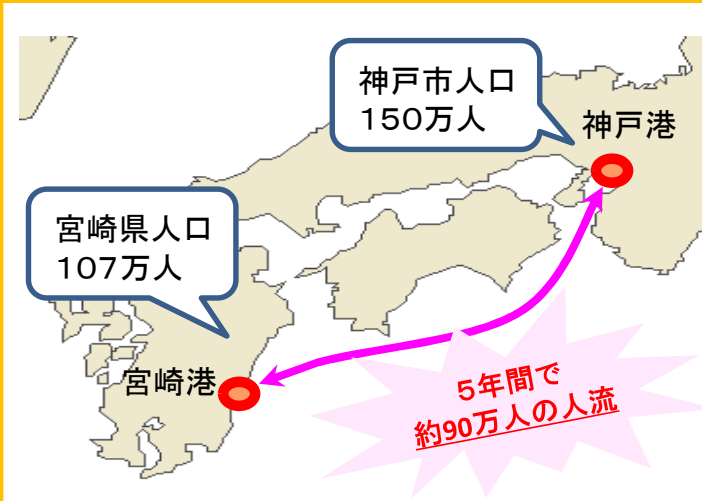 神戸市人口
150万人
神戸港
宮崎県人口
107万人
宮崎港
5年間で
約90万人の人流